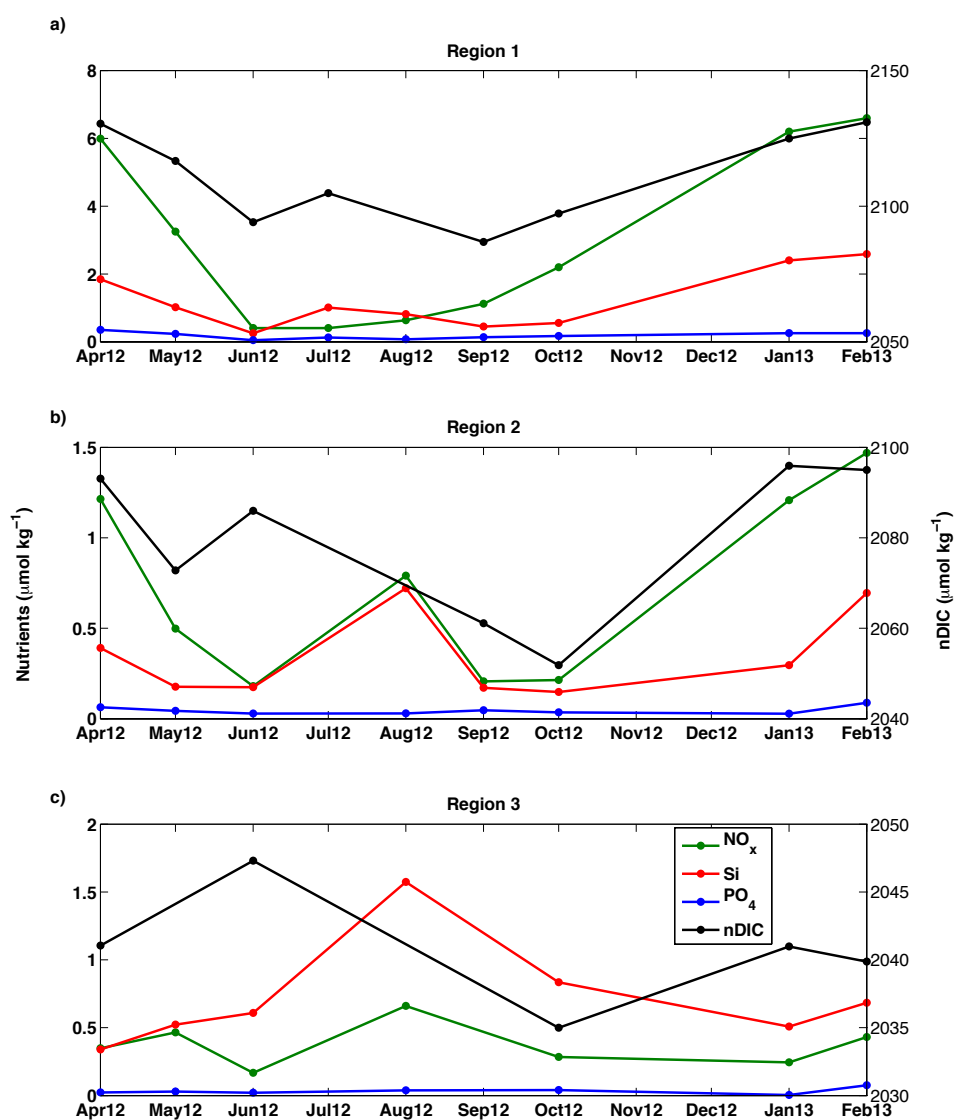 a)
Region 1
8
6
4
2
0
2150
2100
2050
Apr12 May12 Jun12 Jul12 Aug12 Sep12 Oct12 Nov12 Dec12 Jan13 Feb13
b)
Region 2
1.5
1
0.5
0
2100
2080
2060
2040
Nutrients (μmol kg⁻¹)
nDIC (μmol kg⁻¹)
Apr12 May12 Jun12 Jul12 Aug12 Sep12 Oct12 Nov12 Dec12 Jan13 Feb13
c)
Region 3
2
1.5
1
0.5
0
NOₓ
Si
PO₄
nDIC
2050
2045
2040
2035
2030
Apr12 May12 Jun12 Jul12 Aug12 Sep12 Oct12 Nov12 Dec12 Jan13 Feb13